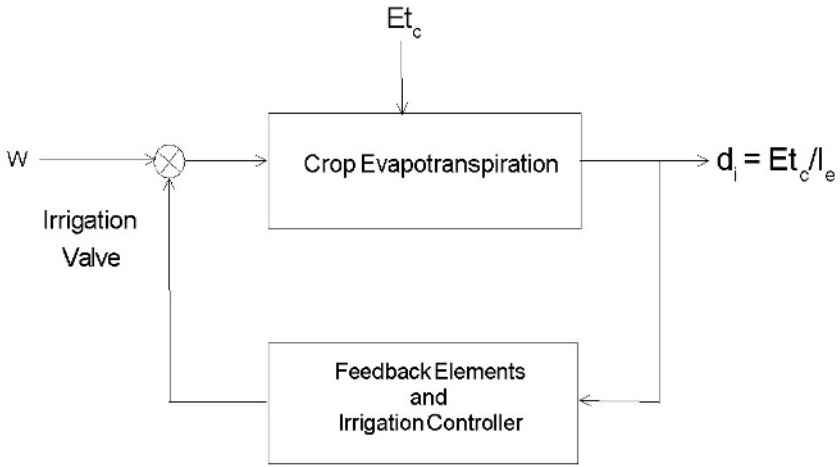 Et_c
W
Crop Evapotranspiration
d_i = Et_c/I_e
Irrigation
Valve
Feedback Elements
and
Irrigation Controller